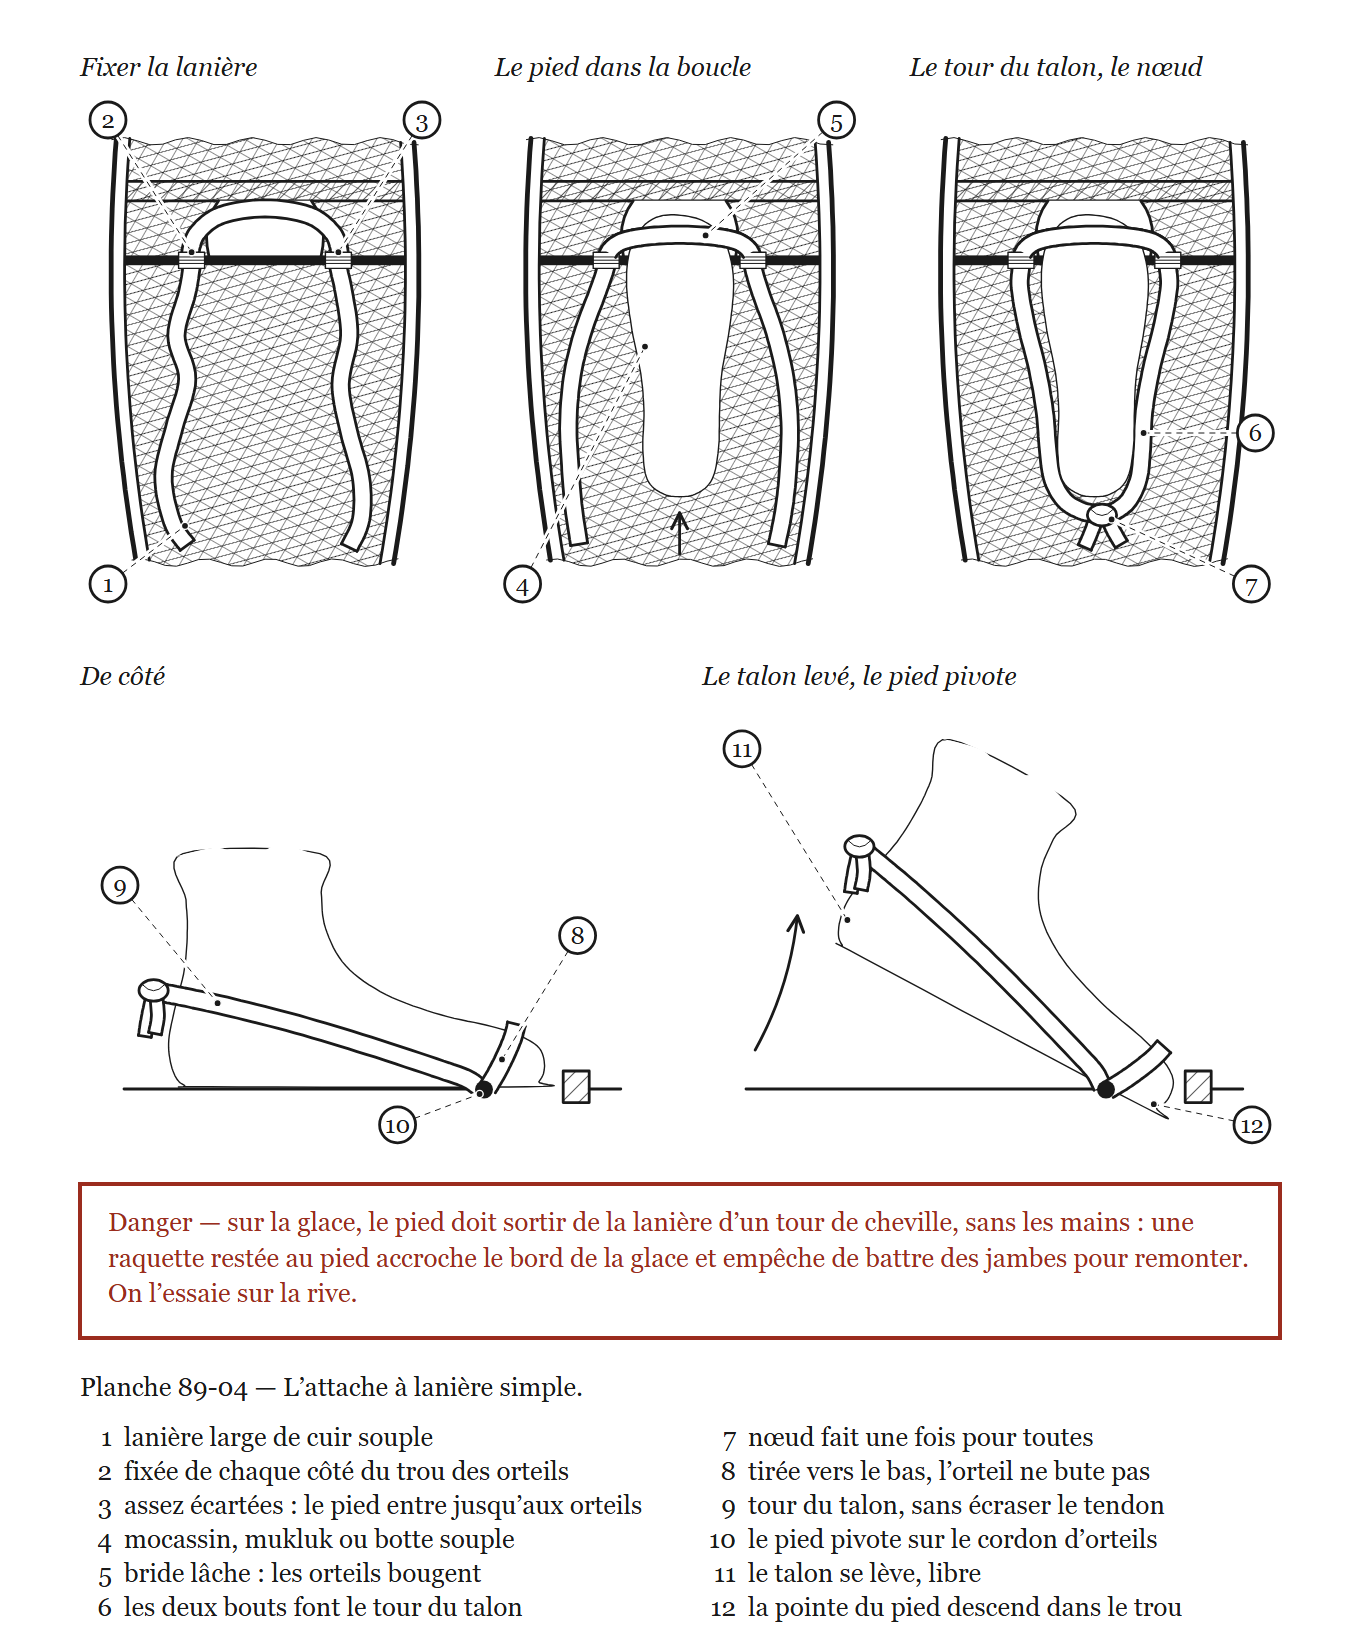 Fixer la lanière
Le pied dans la boucle
Le tour du talon, le nœud
2
3
5
6
1
4
7
De côté
Le talon levé, le pied pivote
11
9
8
10
12
Danger — sur la glace, le pied doit sortir de la lanière d’un tour de cheville, sans les mains : une
raquette restée au pied accroche le bord de la glace et empêche de battre des jambes pour remonter.
On l’essaie sur la rive.
Planche 89-04 — L’attache à lanière simple.
1 lanière large de cuir souple
2 fixée de chaque côté du trou des orteils
3 assez écartées : le pied entre jusqu’aux orteils
4 mocassin, mukluk ou botte souple
5 bride lâche : les orteils bougent
6 les deux bouts font le tour du talon
7 nœud fait une fois pour toutes
8 tirée vers le bas, l’orteil ne bute pas
9 tour du talon, sans écraser le tendon
10 le pied pivote sur le cordon d’orteils
11 le talon se lève, libre
12 la pointe du pied descend dans le trou